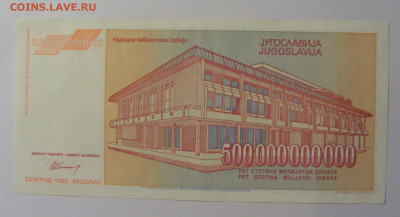 COINS.LAVE.RU
500000000000
Народна библиотека Србије
ЈУГОСЛАВИЈА
JUGOSLAVIJA
500000000000
ПЕТ СТОТИНА МИЛИЈАРДИ ДИНАРА
PET STOTINA MILIJARDI DINARA
БЕОГРАД 1993 BEOGRAD